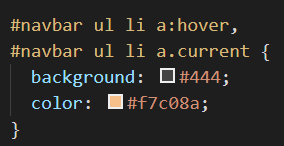 #navbar ul li a:hover,
#navbar ul li a.current {
  background: #444;
  color: #f7c08a;
}